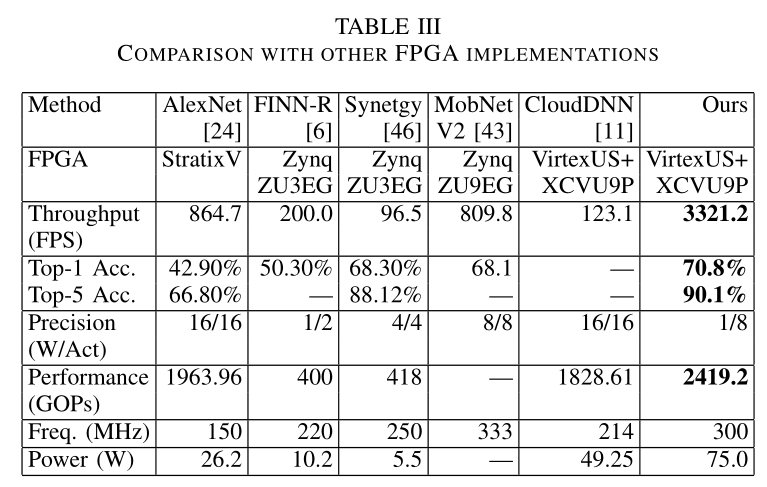 TABLE III
COMPARISON WITH OTHER FPGA IMPLEMENTATIONS
Method AlexNet FINN-R Synetgy MobNet CloudDNN Ours
[24] [6] [46] V2 [43] [11]
FPGA StratixV Zynq Zynq Zynq VirtexUS+ VirtexUS+
ZU3EG ZU3EG ZU9EG XCVU9P XCVU9P
Throughput 864.7 200.0 96.5 809.8 123.1 3321.2
(FPS)
Top-1 Acc. 42.90% 50.30% 68.30% 68.1 — 70.8%
Top-5 Acc. 66.80% — 88.12% — — 90.1%
Precision 16/16 1/2 4/4 8/8 16/16 1/8
(W/Act)
Performance 1963.96 400 418 — 1828.61 2419.2
(GOPs)
Freq. (MHz) 150 220 250 333 214 300
Power (W) 26.2 10.2 5.5 — 49.25 75.0